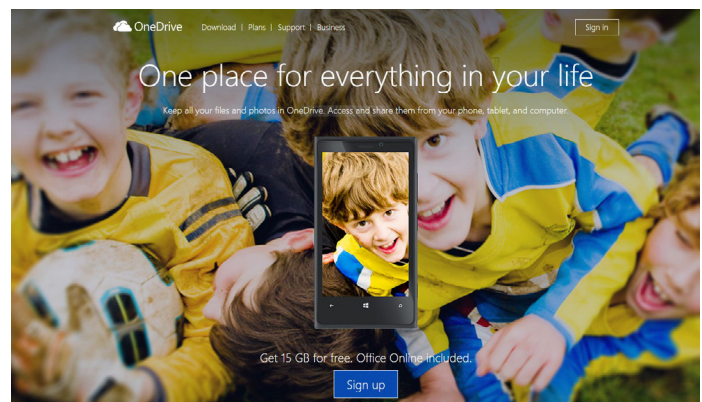 OneDrive
Download | Plans | Support | Business
Sign in
One place for everything in your life
Keep all your files and photos in OneDrive. Access and share them from your phone, tablet, and computer.
Get 15 GB for free. Office Online included.
Sign up